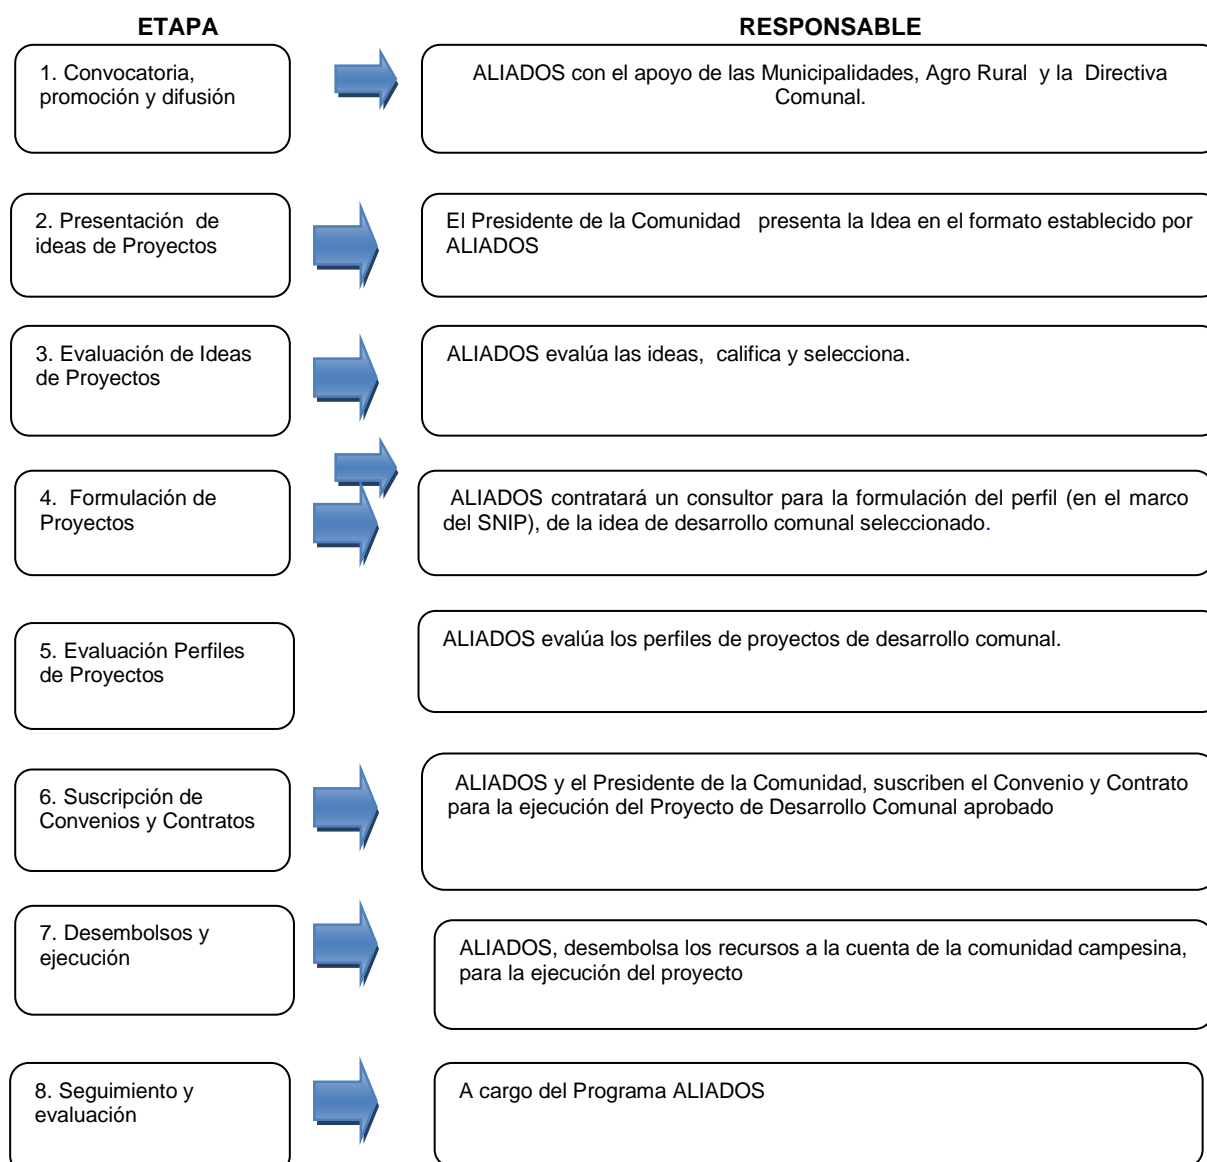 ETAPA
RESPONSABLE
1. Convocatoria,
promoción y difusión
ALIADOS con el apoyo de las Municipalidades, Agro Rural y la Directiva
Comunal.
2. Presentación de
ideas de Proyectos
El Presidente de la Comunidad presenta la Idea en el formato establecido por
ALIADOS
3. Evaluación de Ideas
de Proyectos
ALIADOS evalúa las ideas, califica y selecciona.
4. Formulación de
Proyectos
ALIADOS contratará un consultor para la formulación del perfil (en el marco
del SNIP), de la idea de desarrollo comunal seleccionado.
5. Evaluación Perfiles
de Proyectos
ALIADOS evalúa los perfiles de proyectos de desarrollo comunal.
6. Suscripción de
Convenios y Contratos
ALIADOS y el Presidente de la Comunidad, suscriben el Convenio y Contrato
para la ejecución del Proyecto de Desarrollo Comunal aprobado
7. Desembolsos y
ejecución
ALIADOS, desembolsa los recursos a la cuenta de la comunidad campesina,
para la ejecución del proyecto
8. Seguimiento y
evaluación
A cargo del Programa ALIADOS